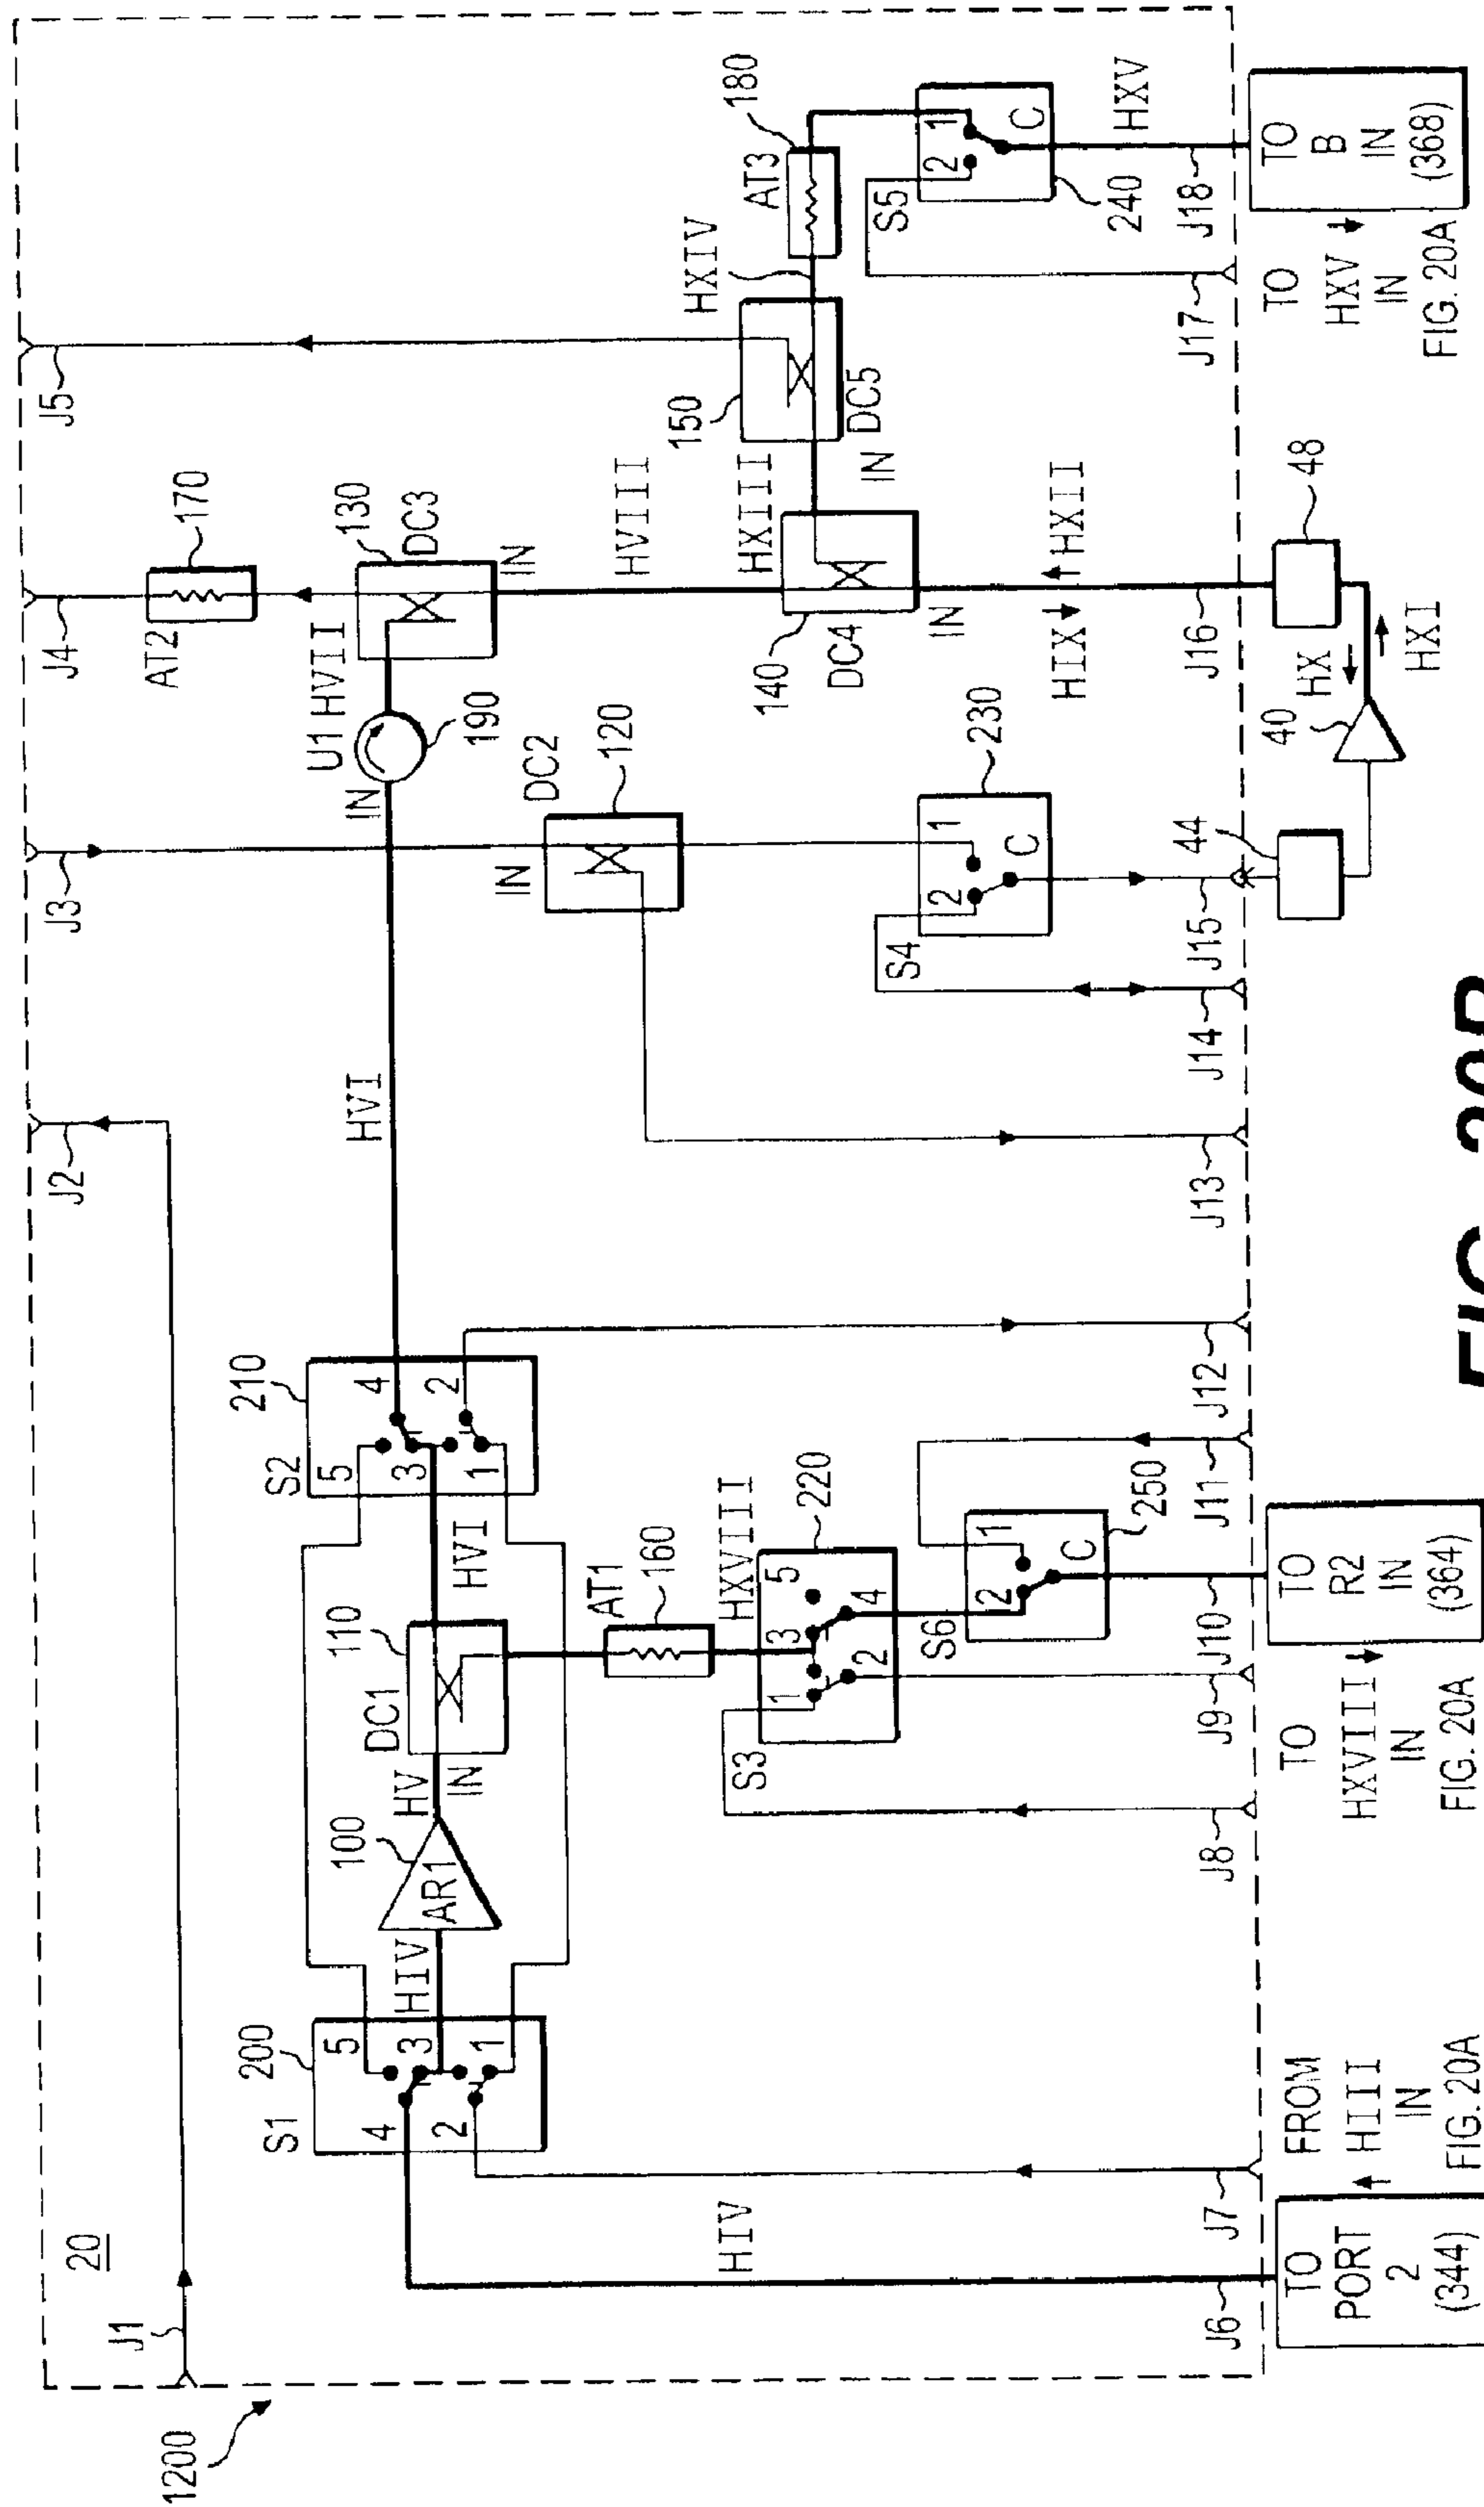 1200
20
J1
J2
J3
J4
J5
AT2
170
130
DC3
U1
HVII
IN
190
IN
HVIII
HVI
DC2
120
IN
S2
210
5
4
3
2
1
S1
200
5
4
3
2
1
HIV
AR1
100
HV
IN
DC1
110
HVI
AT1
160
HXVIII
S3
220
1
3
5
2
4
S6
2
1
C
250
S4
2
1
C
230
140
DC4
IN
HXIII
150
DC5
IN
HXIV
AT3
180
S5
2
1
C
240
HXV
HIX
HXII
HIV
J6
J7
J8
J9
J10
J11
J12
J13
J14
J15
J16
J17
J18
44
40
HX
HXI
48
TO
PORT
2
(344)
FROM
HIII
IN
FIG. 20A
TO
HXVIII
IN
FIG. 20A
TO
R2
IN
(364)
TO
HXV
IN
FIG. 20A
TO
B
IN
(368)